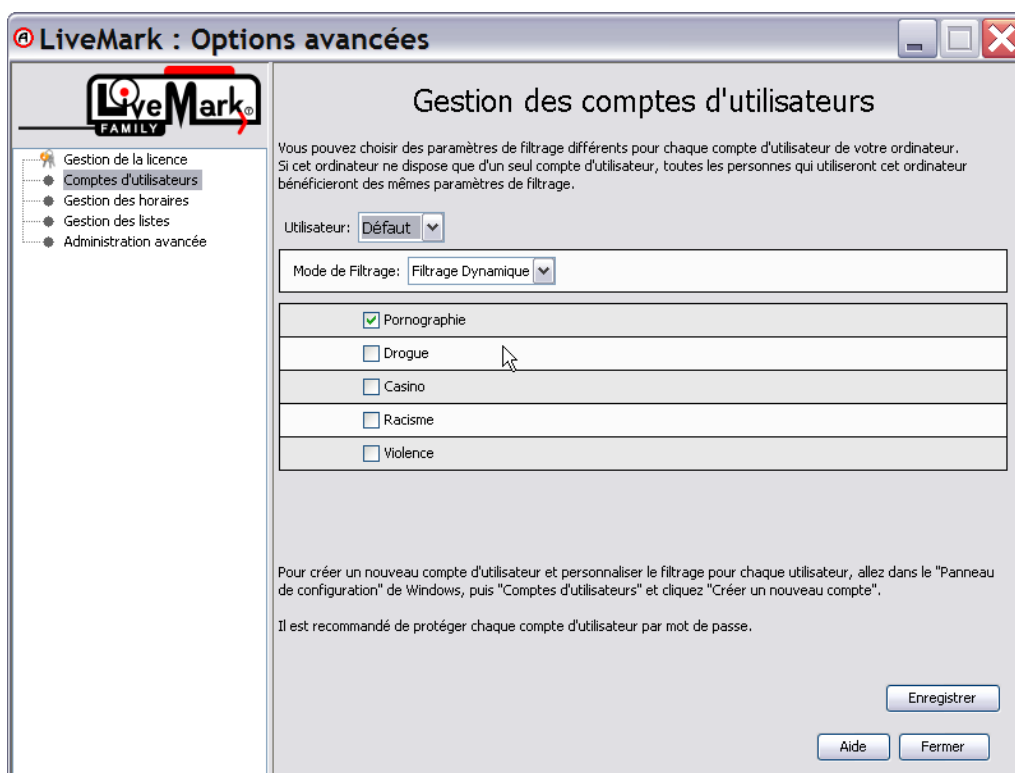 LiveMark : Options avancées
LiveMark
FAMILY
Gestion de la licence
Comptes d'utilisateurs
Gestion des horaires
Gestion des listes
Administration avancée
Gestion des comptes d'utilisateurs
Vous pouvez choisir des paramètres de filtrage différents pour chaque compte d'utilisateur de votre ordinateur.
Si cet ordinateur ne dispose que d'un seul compte d'utilisateur, toutes les personnes qui utiliseront cet ordinateur
bénéficieront des mêmes paramètres de filtrage.
Utilisateur: Défaut
Mode de Filtrage: Filtrage Dynamique
Pornographie
Drogue
Casino
Racisme
Violence
Pour créer un nouveau compte d'utilisateur et personnaliser le filtrage pour chaque utilisateur, allez dans le "Panneau
de configuration" de Windows, puis "Comptes d'utilisateurs" et cliquez "Créer un nouveau compte".
Il est recommandé de protéger chaque compte d'utilisateur par mot de passe.
Enregistrer
Aide Fermer